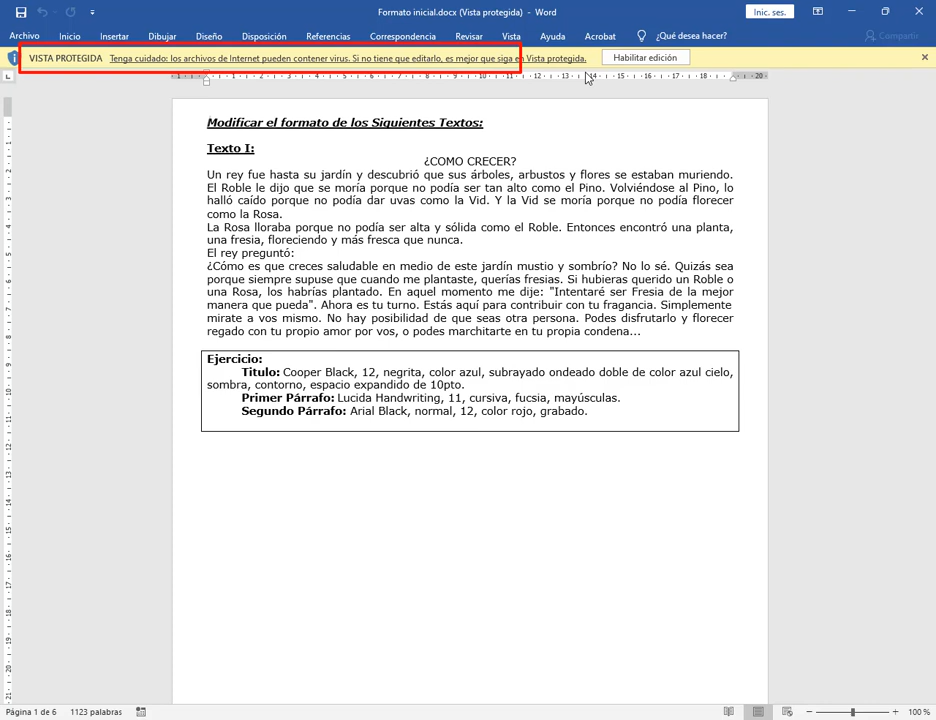 Formato inicial.docx (Vista protegida) - Word
Inic. ses.
Archivo Inicio Insertar Dibujar Diseño Disposición Referencias Correspondencia Revisar Vista Ayuda Acrobat ¿Qué desea hacer? Compartir
VISTA PROTEGIDA Tenga cuidado: los archivos de Internet pueden contener virus. Si no tiene que editarlo, es mejor que siga en Vista protegida. Habilitar edición
Modificar el formato de los Siguientes Textos:
Texto I:
¿COMO CRECER?
Un rey fue hasta su jardín y descubrió que sus árboles, arbustos y flores se estaban muriendo.
El Roble le dijo que se moría porque no podía ser tan alto como el Pino. Volviéndose al Pino, lo
halló caído porque no podía dar uvas como la Vid. Y la Vid se moría porque no podía florecer
como la Rosa.
La Rosa lloraba porque no podía ser alta y sólida como el Roble. Entonces encontró una planta,
una fresia, floreciendo y más fresca que nunca.
El rey preguntó:
¿Cómo es que creces saludable en medio de este jardín mustio y sombrío? No lo sé. Quizás sea
porque siempre supuse que cuando me plantaste, querías fresias. Si hubieras querido un Roble o
una Rosa, los habrías plantado. En aquel momento me dije: "Intentaré ser Fresia de la mejor
manera que pueda". Ahora es tu turno. Estás aquí para contribuir con tu fragancia. Simplemente
mirate a vos mismo. No hay posibilidad de que seas otra persona. Podes disfrutarlo y florecer
regado con tu propio amor por vos, o podes marchitarte en tu propia condena...
Ejercicio:
Titulo: Cooper Black, 12, negrita, color azul, subrayado ondeado doble de color azul cielo,
sombra, contorno, espacio expandido de 10pto.
Primer Párrafo: Lucida Handwriting, 11, cursiva, fucsia, mayúsculas.
Segundo Párrafo: Arial Black, normal, 12, color rojo, grabado.
Página 1 de 6 1123 palabras 100 %